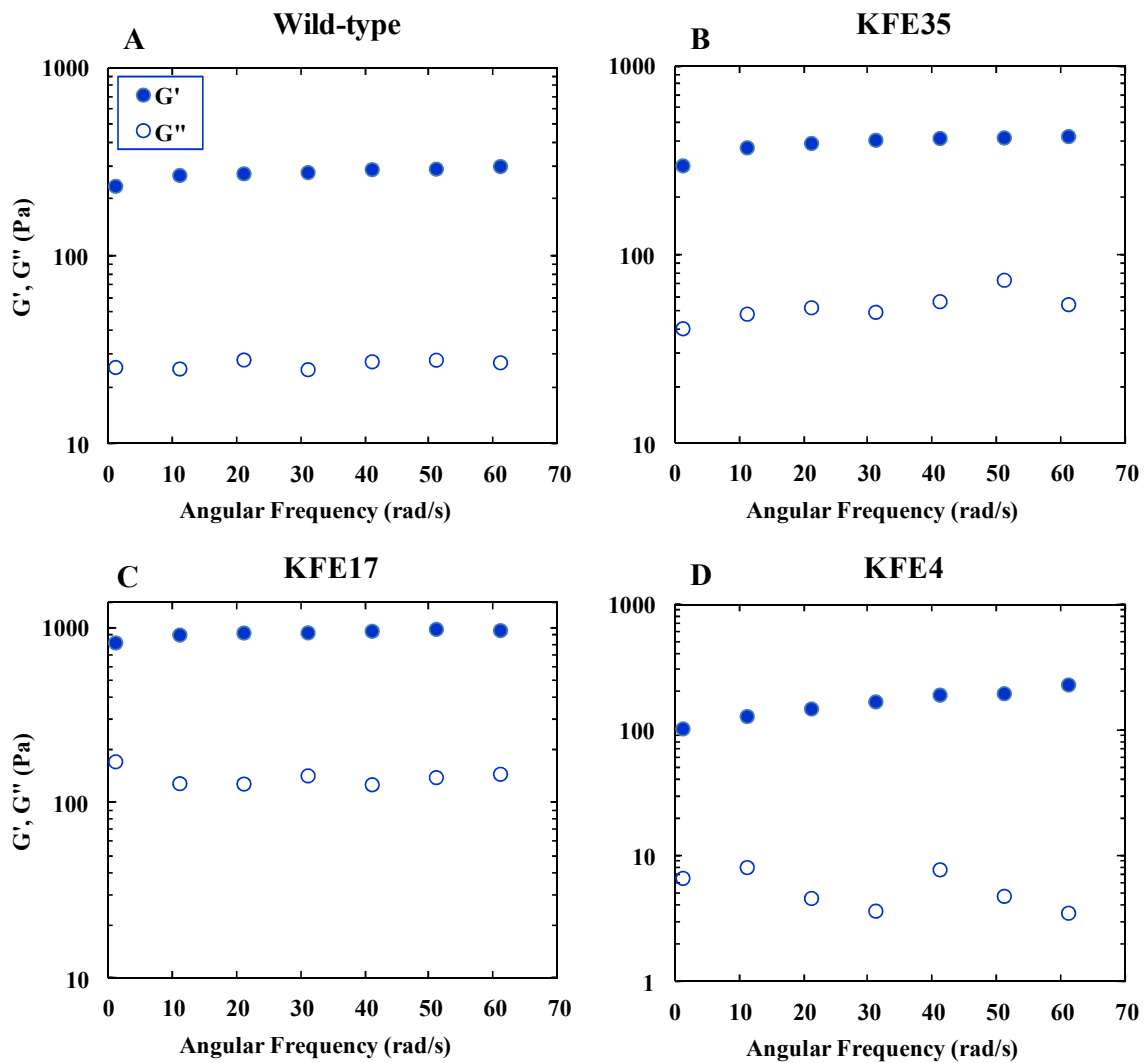 A
Wild-type
1000
100
10
G'
G"
G', G" (Pa)
0 10 20 30 40 50 60 70
Angular Frequency (rad/s)
B
KFE35
1000
100
10
0 10 20 30 40 50 60 70
Angular Frequency (rad/s)
C
KFE17
1000
100
10
G', G" (Pa)
0 10 20 30 40 50 60 70
Angular Frequency (rad/s)
D
KFE4
1000
100
10
1
0 10 20 30 40 50 60 70
Angular Frequency (rad/s)